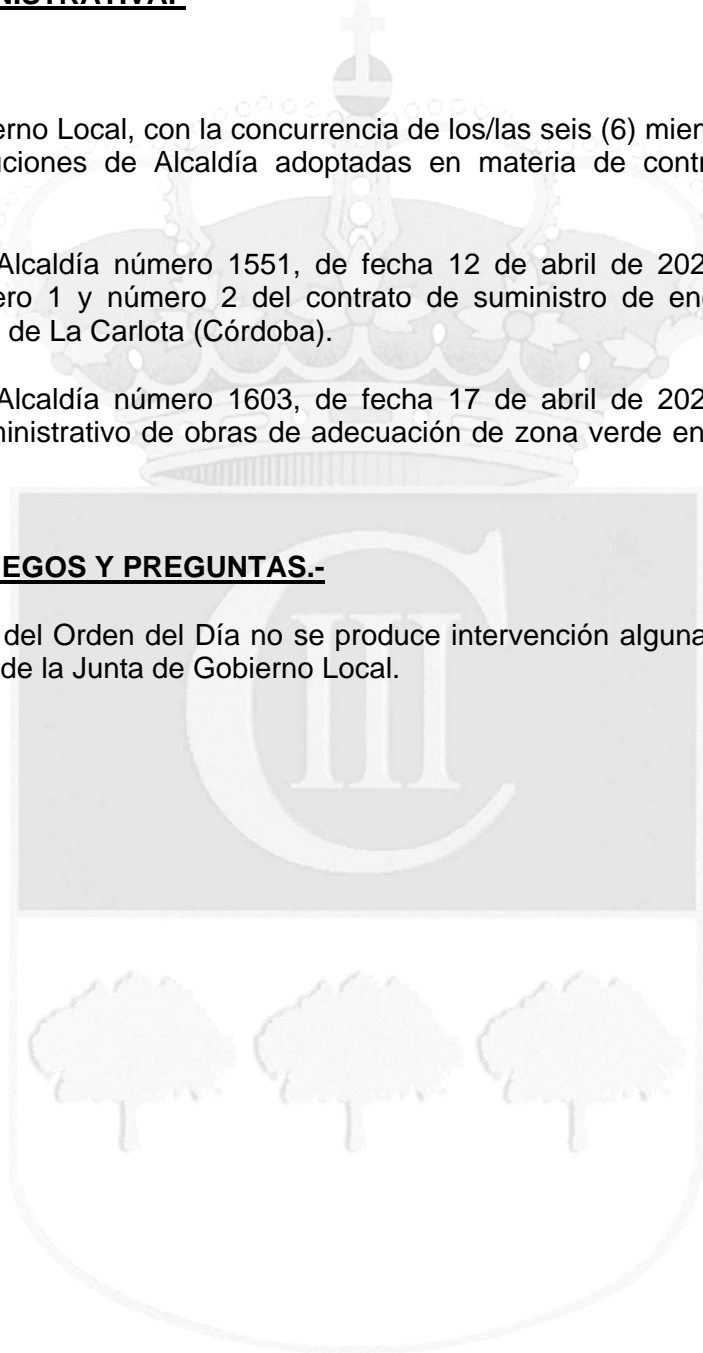 NISTRATIVA.-
erno Local, con la concurrencia de los/las seis (6) mien
uciones de Alcaldía adoptadas en materia de contr
Alcaldía número 1551, de fecha 12 de abril de 202
ero 1 y número 2 del contrato de suministro de ene
de La Carlota (Córdoba).
Alcaldía número 1603, de fecha 17 de abril de 202
ministrativo de obras de adecuación de zona verde en
EGOS Y PREGUNTAS.-
del Orden del Día no se produce intervención alguna
de la Junta de Gobierno Local.
C III